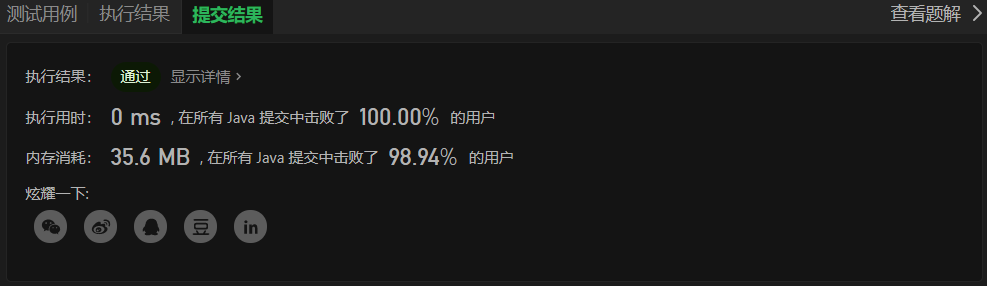 测试用例 执行结果 提交结果 查看题解 >
执行结果： 通过 显示详情 >
执行用时： 0 ms , 在所有 Java 提交中击败了 100.00% 的用户
内存消耗： 35.6 MB , 在所有 Java 提交中击败了 98.94% 的用户
炫耀一下:
豆 in